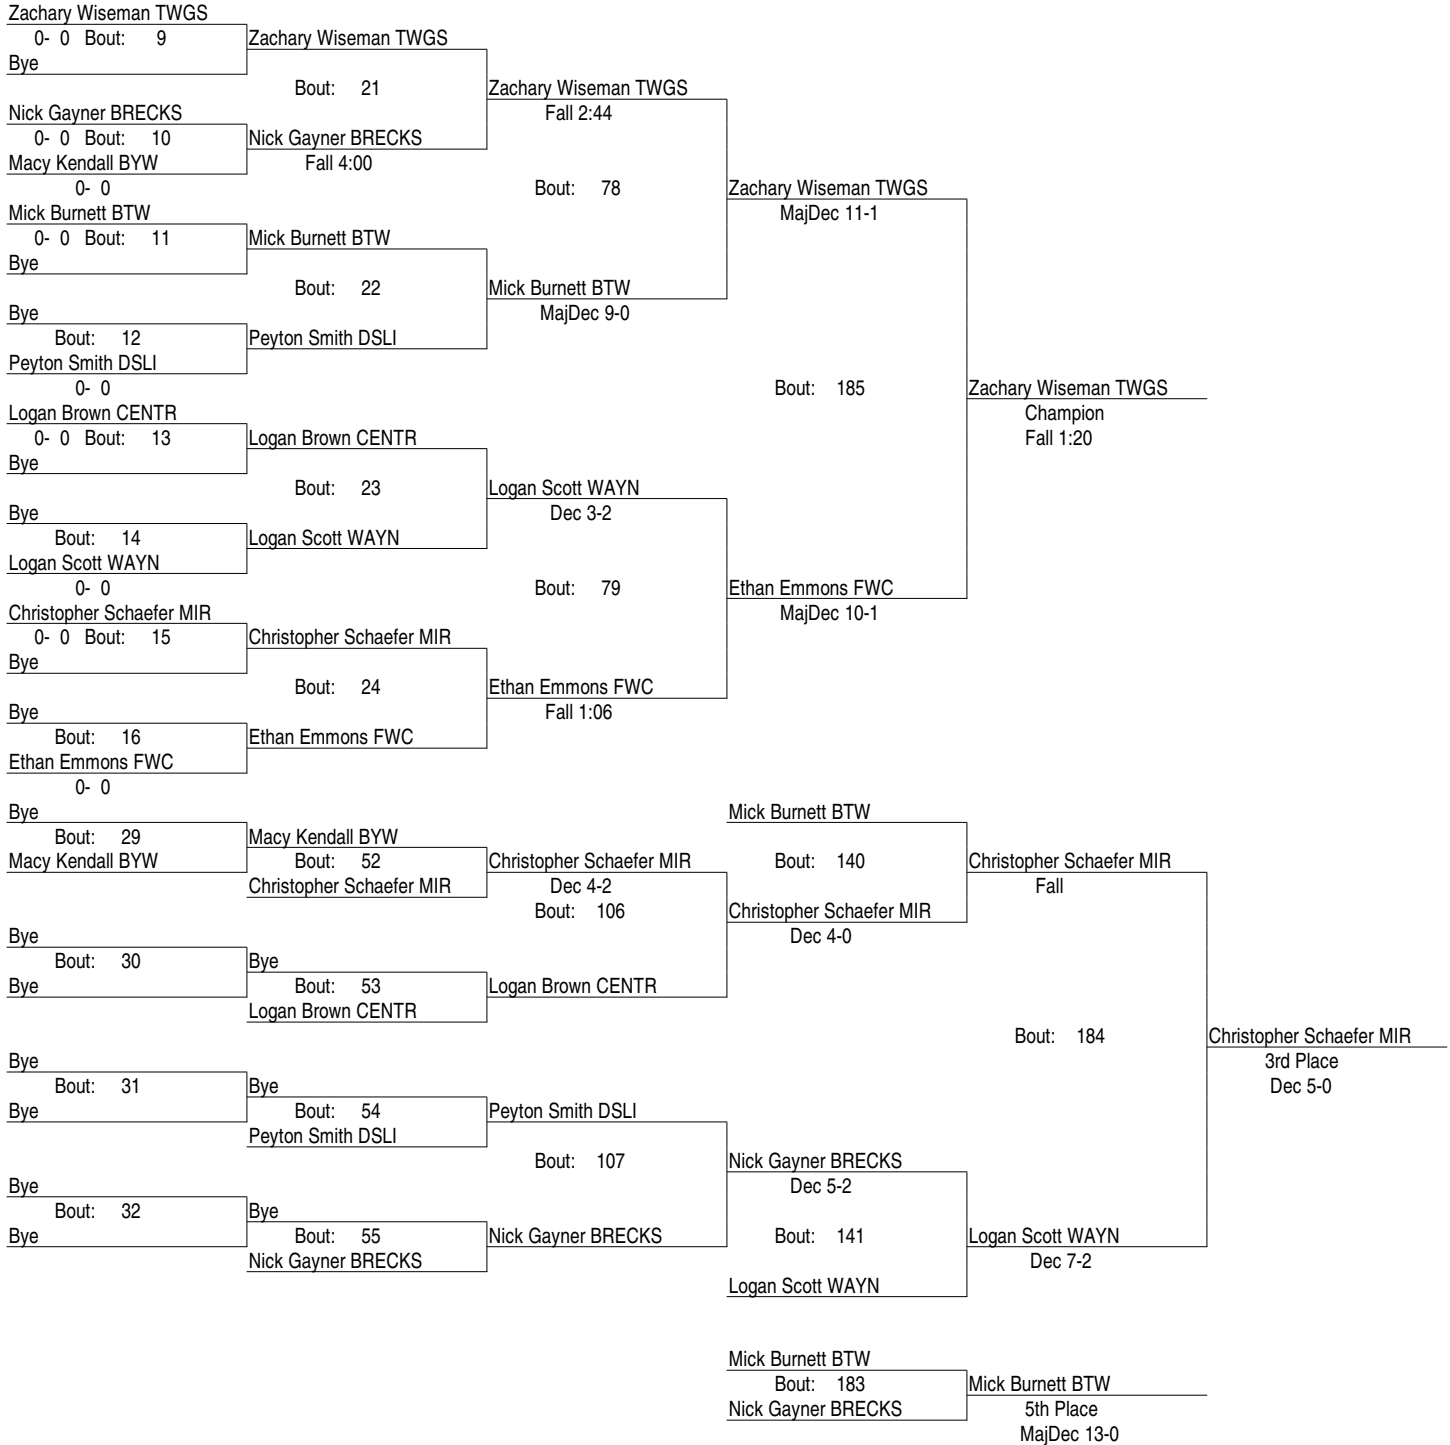 Zachary Wiseman TWGS
0- 0 Bout: 9 Zachary Wiseman TWGS
Bye
Bout: 21 Zachary Wiseman TWGS
Nick Gayner BRECKS Fall 2:44
0- 0 Bout: 10 Nick Gayner BRECKS
Macy Kendall BYW Fall 4:00
0- 0 Bout: 78 Zachary Wiseman TWGS
Mick Burnett BTW MajDec 11-1
0- 0 Bout: 11 Mick Burnett BTW
Bye
Bout: 22 Mick Burnett BTW
Bye MajDec 9-0
Bout: 12 Peyton Smith DSLI
Peyton Smith DSLI
0- 0 Bout: 185 Zachary Wiseman TWGS
Logan Brown CENTR Champion
0- 0 Bout: 13 Logan Brown CENTR Fall 1:20
Bye
Bout: 23 Logan Scott WAYN
Bye Dec 3-2
Bout: 14 Logan Scott WAYN
Logan Scott WAYN
0- 0 Bout: 79 Ethan Emmons FWC
Christopher Schaefer MIR MajDec 10-1
0- 0 Bout: 15 Christopher Schaefer MIR
Bye
Bout: 24 Ethan Emmons FWC
Bye Fall 1:06
Bout: 16 Ethan Emmons FWC
Ethan Emmons FWC
0- 0
Bye Mick Burnett BTW
Bout: 29 Macy Kendall BYW
Macy Kendall BYW Bout: 52 Christopher Schaefer MIR Bout: 140 Christopher Schaefer MIR
Christopher Schaefer MIR Dec 4-2 Fall
Bout: 106 Christopher Schaefer MIR
Bye Dec 4-0
Bout: 30 Bye
Bye Bout: 53 Logan Brown CENTR
Logan Brown CENTR
Bout: 184 Christopher Schaefer MIR
Bye 3rd Place
Bout: 31 Bye Dec 5-0
Bye Bout: 54 Peyton Smith DSLI
Peyton Smith DSLI
Bout: 107 Nick Gayner BRECKS
Bye Dec 5-2
Bout: 32 Bye
Bye Bout: 55 Nick Gayner BRECKS Bout: 141 Logan Scott WAYN
Nick Gayner BRECKS Dec 7-2
Logan Scott WAYN
Mick Burnett BTW
Bout: 183 Mick Burnett BTW
Nick Gayner BRECKS 5th Place
MajDec 13-0